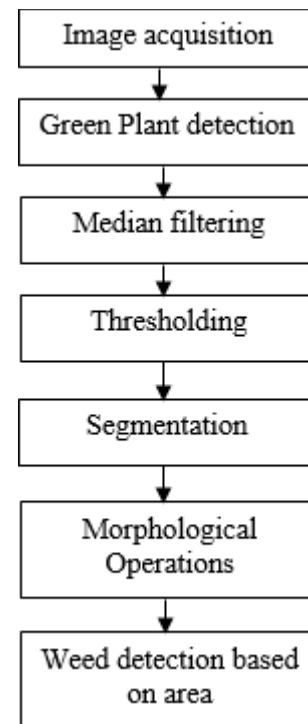 Image acquisition
Green Plant detection
Median filtering
Thresholding
Segmentation
Morphological
Operations
Weed detection based
on area